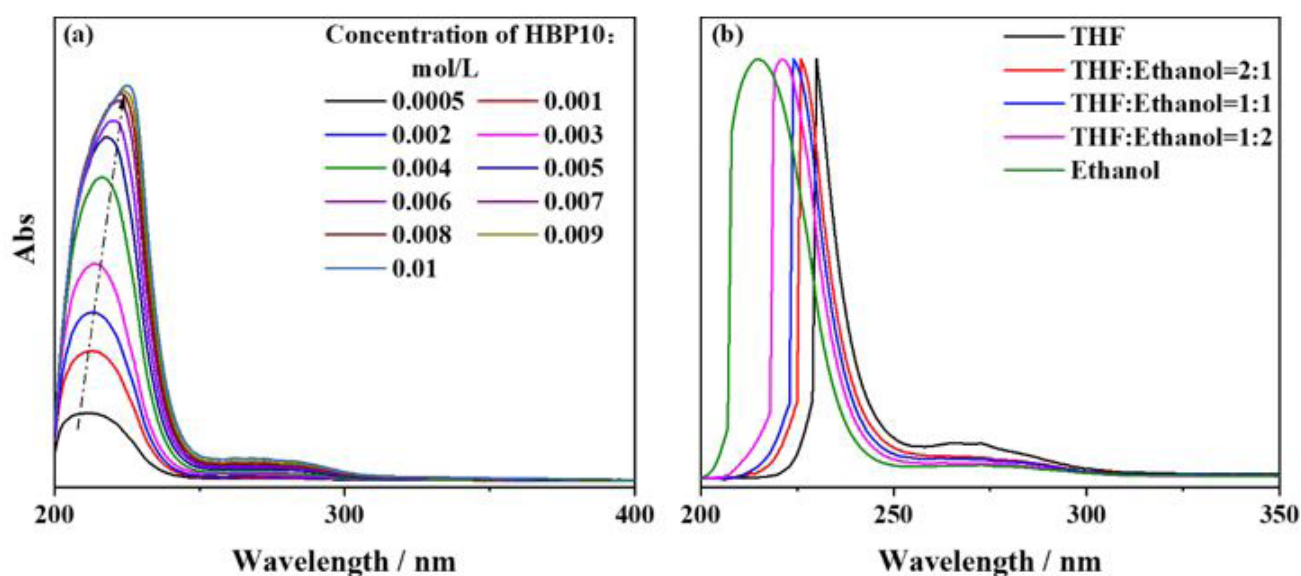 (a)
Concentration of HBP10:
mol/L
0.0005 0.001
0.002 0.003
0.004 0.005
0.006 0.007
0.008 0.009
0.01
Abs
200 300 400
Wavelength / nm
(b)
THF
THF:Ethanol=2:1
THF:Ethanol=1:1
THF:Ethanol=1:2
Ethanol
200 250 300 350
Wavelength / nm